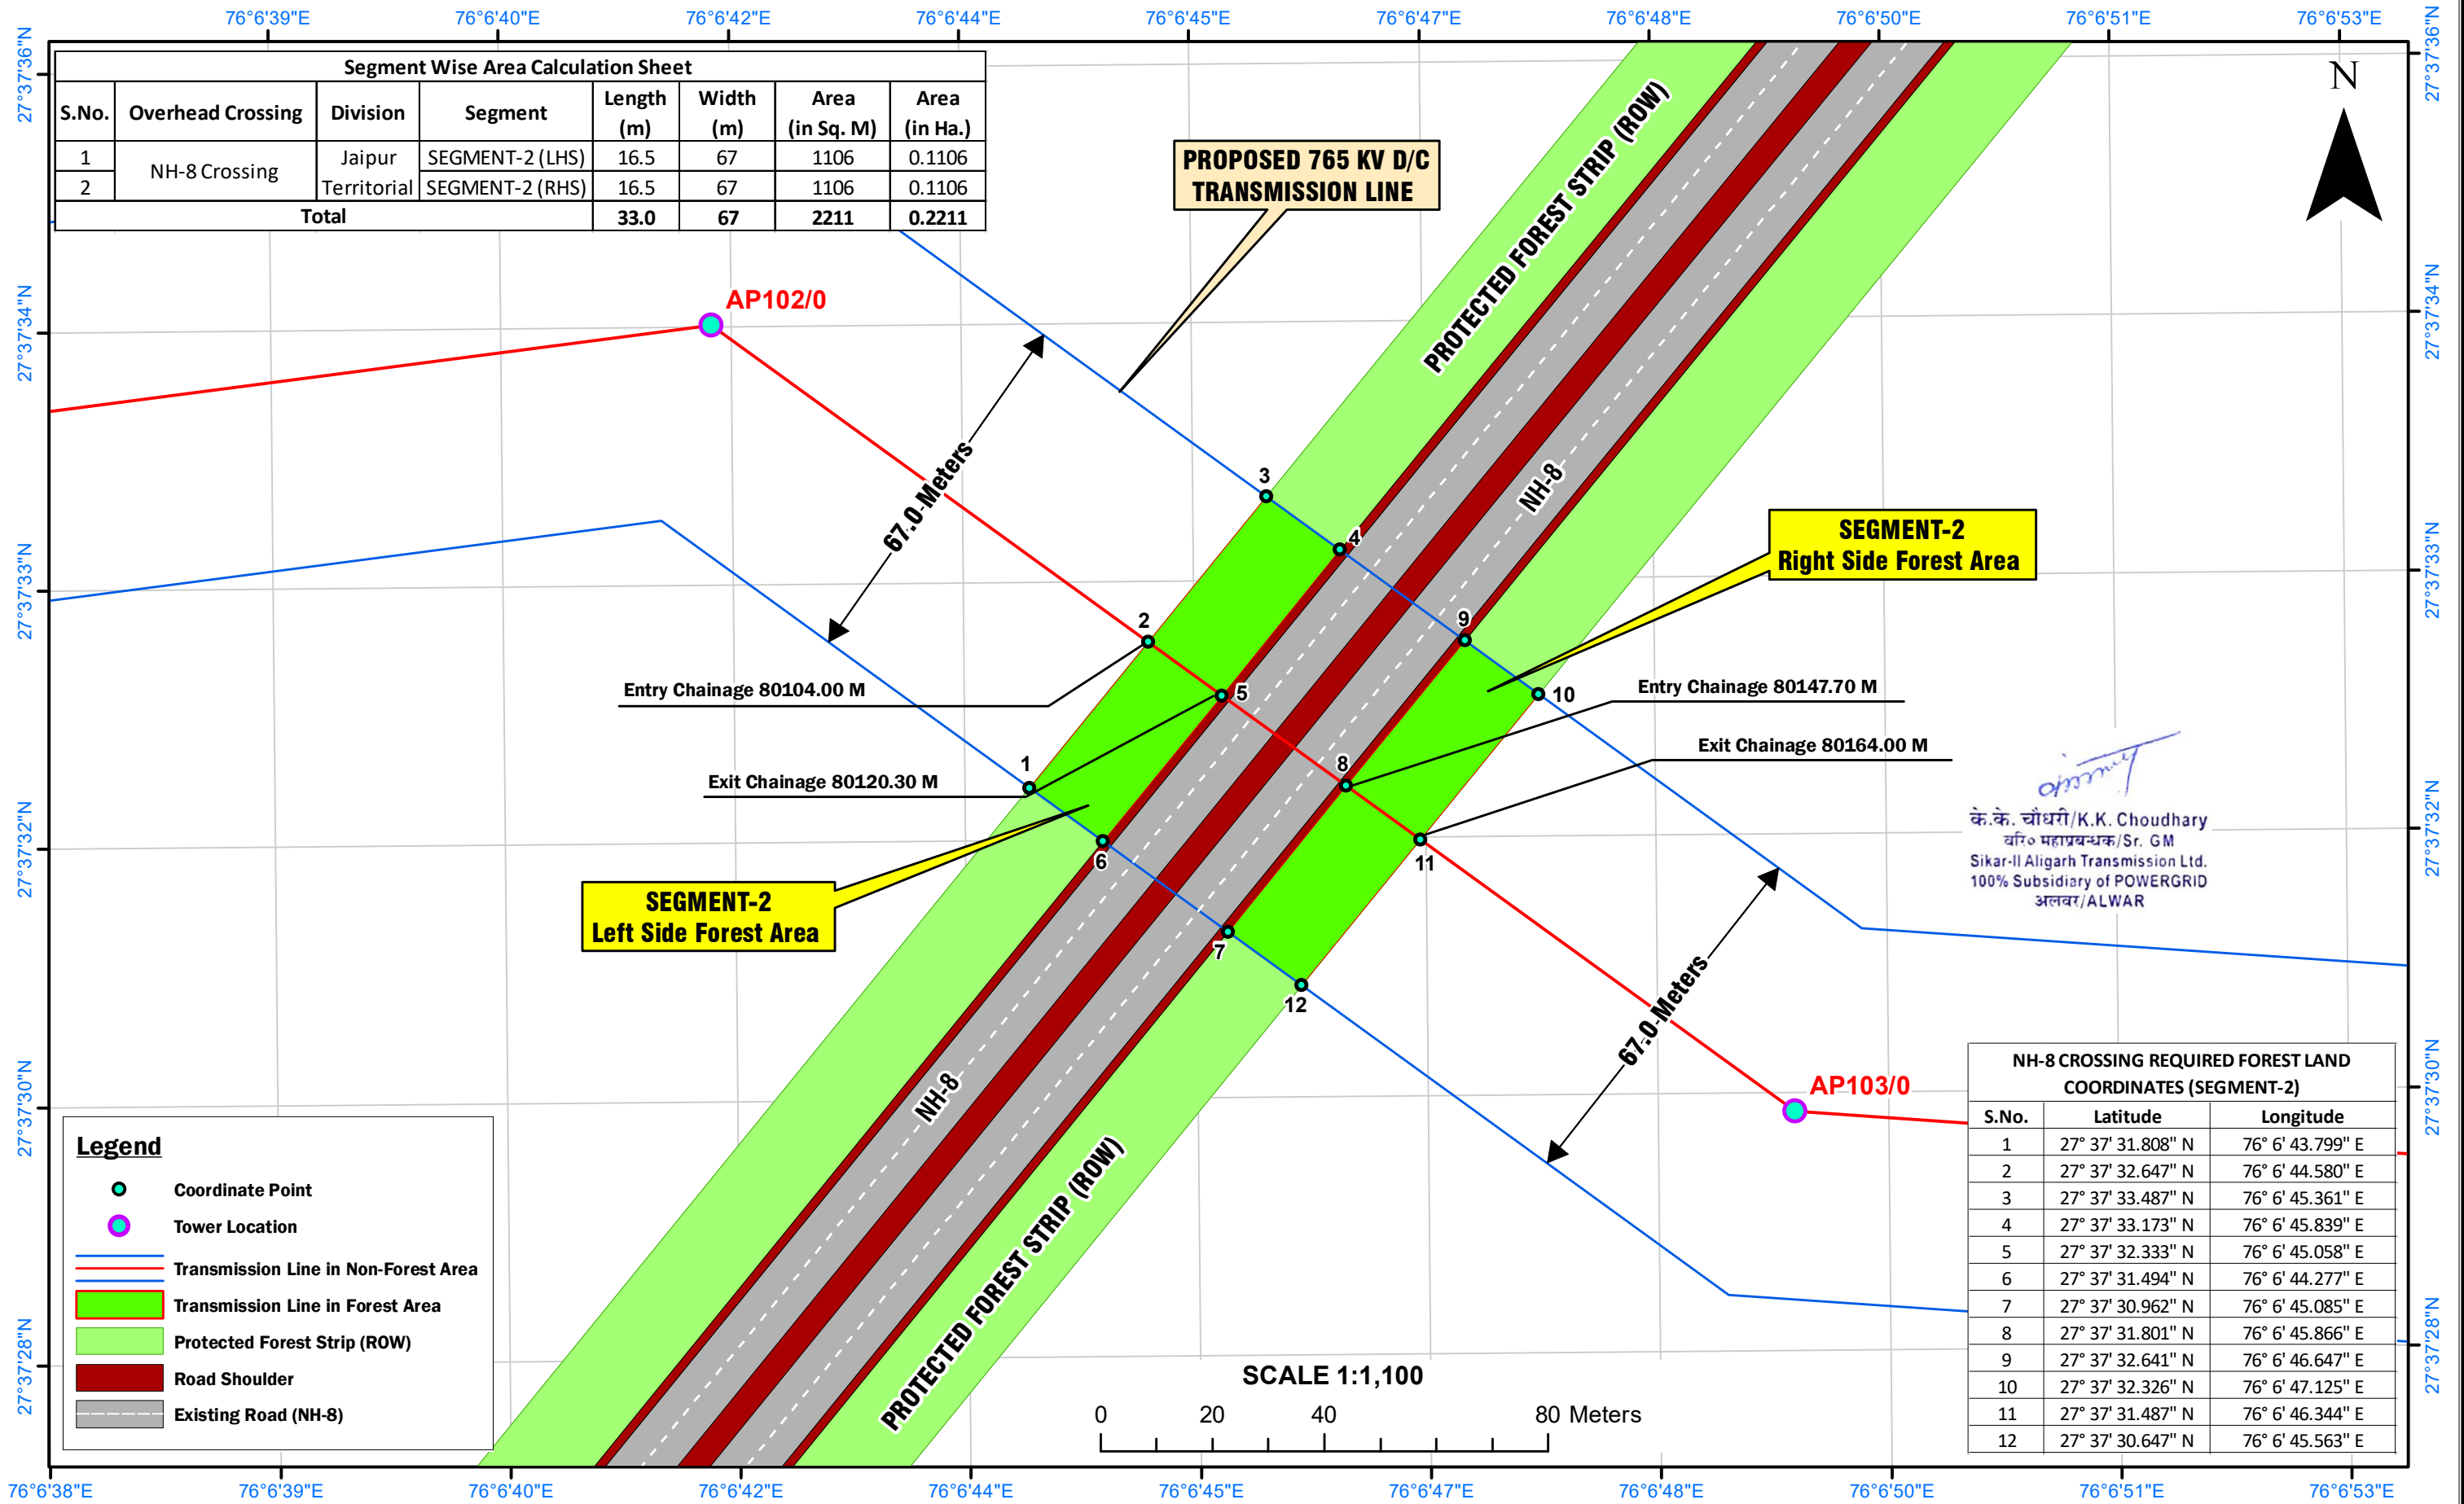 76°6'39"E 76°6'40"E 76°6'42"E 76°6'44"E 76°6'45"E 76°6'47"E 76°6'48"E 76°6'50"E 76°6'51"E 76°6'53"E
27°37'36"N
27°37'34"N
27°37'33"N
27°37'32"N
27°37'30"N
27°37'28"N
Segment Wise Area Calculation Sheet
S.No. Overhead Crossing Division Segment Length (m) Width (m) Area (in Sq. M) Area (in Ha.)
1 NH-8 Crossing Jaipur Territorial SEGMENT-2 (LHS) 16.5 67 1106 0.1106
2 SEGMENT-2 (RHS) 16.5 67 1106 0.1106
Total 33.0 67 2211 0.2211
PROPOSED 765 KV D/C
TRANSMISSION LINE
PROTECTED FOREST STRIP (ROW)
N
AP102/0
67.0-Meters
3
4
NH-8
SEGMENT-2
Right Side Forest Area
2
9
Entry Chainage 80104.00 M
5
10
Entry Chainage 80147.70 M
Exit Chainage 80164.00 M
1
8
Exit Chainage 80120.30 M
6
11
SEGMENT-2
Left Side Forest Area
7
12
के.के. चौधरी/K.K. Choudhary
वरि० महाप्रबन्धक/Sr. GM
Sikar-II Aligarh Transmission Ltd.
100% Subsidiary of POWERGRID
अलवर/ALWAR
67.0-Meters
AP103/0
NH-8
PROTECTED FOREST STRIP (ROW)
Legend
Coordinate Point
Tower Location
Transmission Line in Non-Forest Area
Transmission Line in Forest Area
Protected Forest Strip (ROW)
Road Shoulder
Existing Road (NH-8)
SCALE 1:1,100
0 20 40 80 Meters
NH-8 CROSSING REQUIRED FOREST LAND
COORDINATES (SEGMENT-2)
S.No. Latitude Longitude
1 27° 37' 31.808" N 76° 6' 43.799" E
2 27° 37' 32.647" N 76° 6' 44.580" E
3 27° 37' 33.487" N 76° 6' 45.361" E
4 27° 37' 33.173" N 76° 6' 45.839" E
5 27° 37' 32.333" N 76° 6' 45.058" E
6 27° 37' 31.494" N 76° 6' 44.277" E
7 27° 37' 30.962" N 76° 6' 45.085" E
8 27° 37' 31.801" N 76° 6' 45.866" E
9 27° 37' 32.641" N 76° 6' 46.647" E
10 27° 37' 32.326" N 76° 6' 47.125" E
11 27° 37' 31.487" N 76° 6' 46.344" E
12 27° 37' 30.647" N 76° 6' 45.563" E
27°37'36"N
27°37'34"N
27°37'33"N
27°37'32"N
27°37'30"N
27°37'28"N
76°6'38"E 76°6'39"E 76°6'40"E 76°6'42"E 76°6'44"E 76°6'45"E 76°6'47"E 76°6'48"E 76°6'50"E 76°6'51"E 76°6'53"E